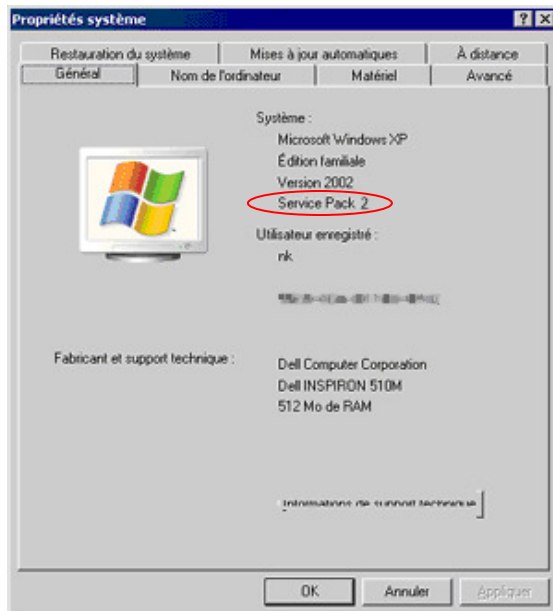 Propriétés système
Restauration du système Mises à jour automatiques À distance
Général Nom de l'ordinateur Matériel Avancé
Système :
Microsoft Windows XP
Édition familiale
Version 2002
Service Pack 2
Utilisateur enregistré :
nk
Fabricant et support technique :
Dell Computer Corporation
Dell INSPIRON 510M
512 Mo de RAM
Informations de support technique
OK Annuler Appliquer